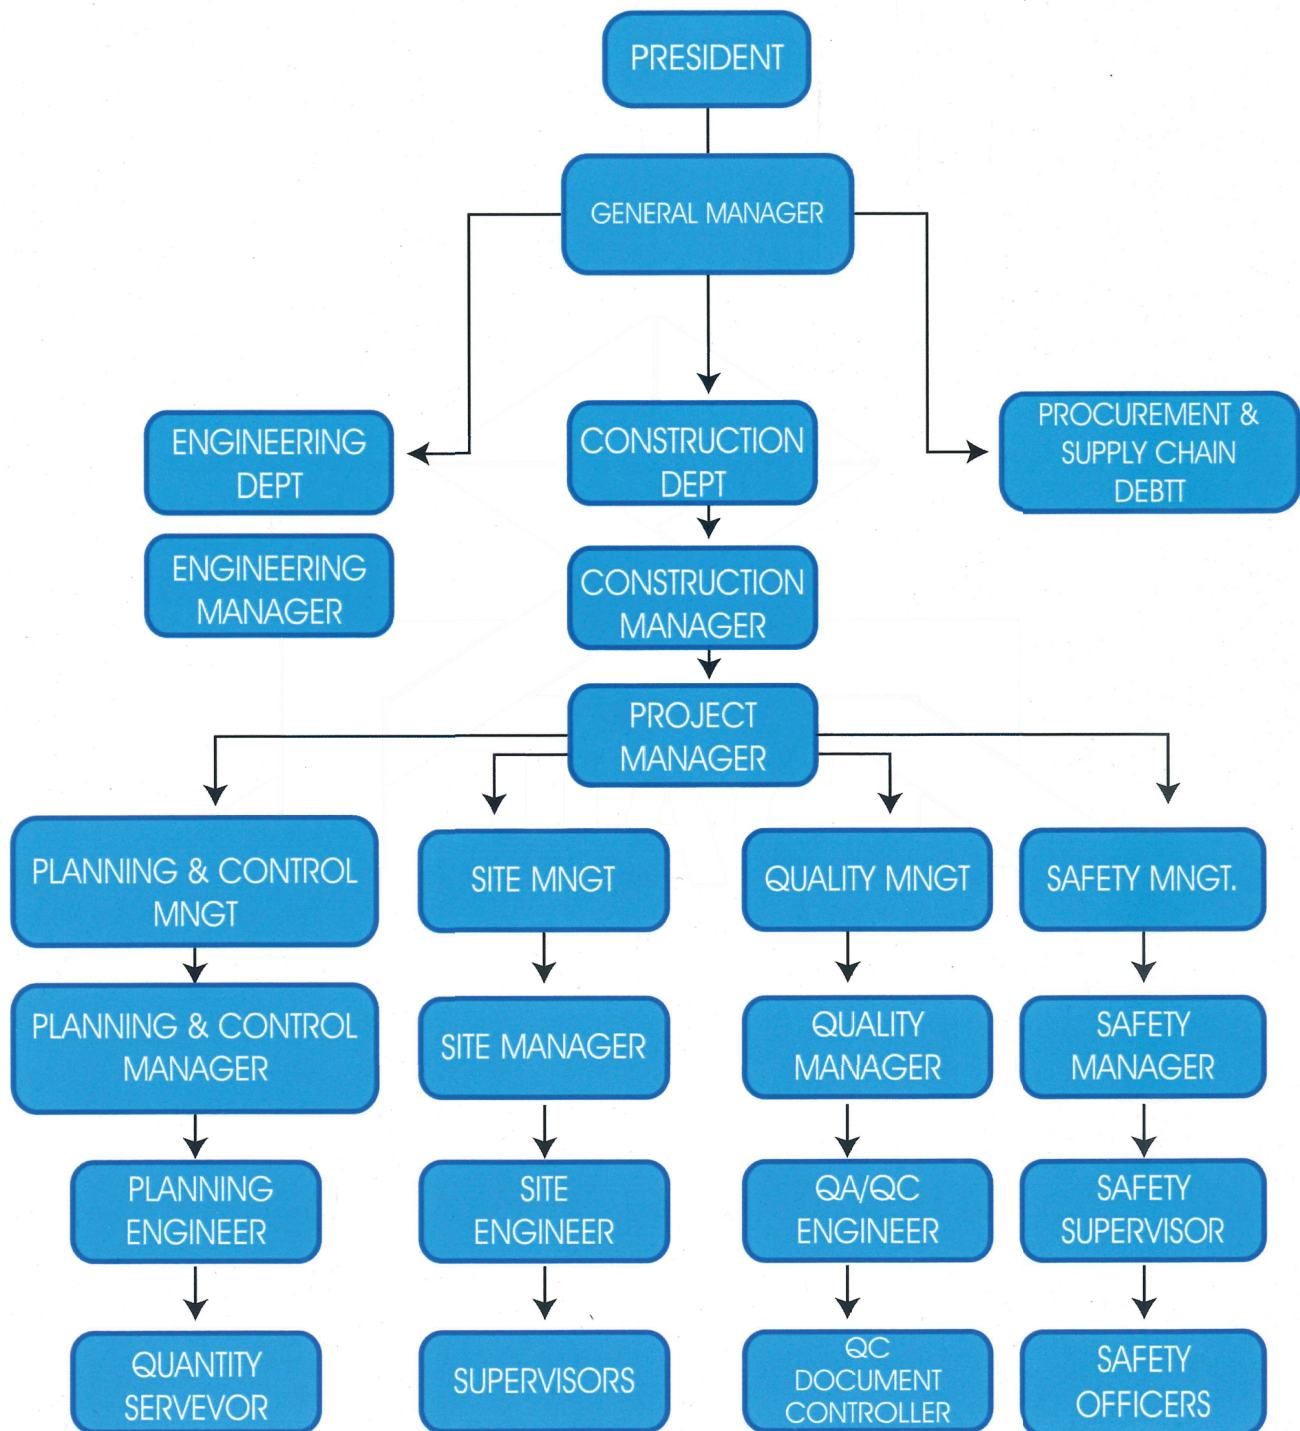 PRESIDENT
GENERAL MANAGER
ENGINEERING
DEPT
CONSTRUCTION
DEPT
PROCUREMENT &
SUPPLY CHAIN
DEBTT
ENGINEERING
MANAGER
CONSTRUCTION
MANAGER
PROJECT
MANAGER
PLANNING & CONTROL
MNGT
SITE MNGT
QUALITY MNGT
SAFETY MNGT.
PLANNING & CONTROL
MANAGER
SITE MANAGER
QUALITY
MANAGER
SAFETY
MANAGER
PLANNING
ENGINEER
SITE
ENGINEER
QA/QC
ENGINEER
SAFETY
SUPERVISOR
QUANTITY
SERVEVOR
SUPERVISORS
QC
DOCUMENT
CONTROLLER
SAFETY
OFFICERS